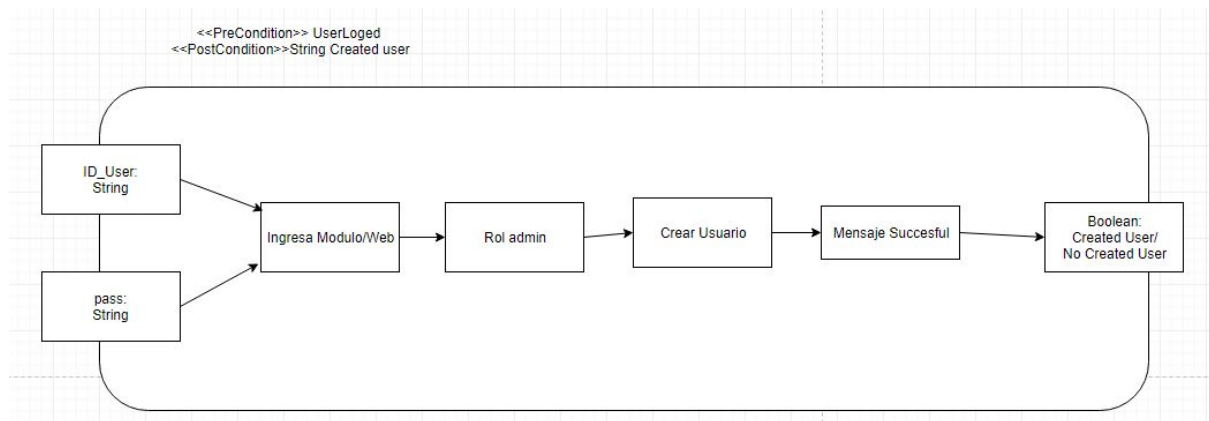 <<PreCondition>> UserLoged
<<PostCondition>>String Created user
ID_User:
String
pass:
String
Ingresa Modulo/Web
Rol admin
Crear Usuario
Mensaje Succesful
Boolean:
Created User/
No Created User